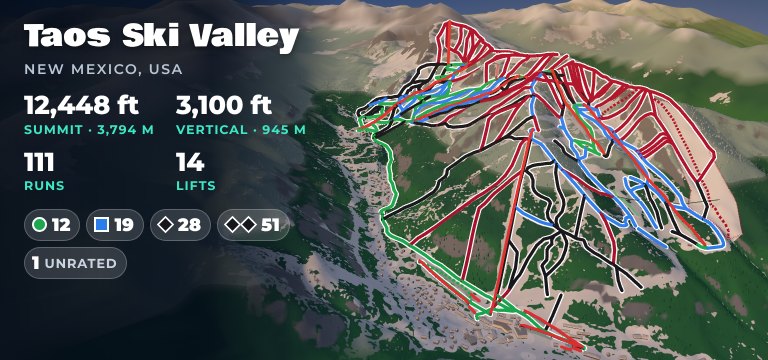 Taos Ski Valley
NEW MEXICO, USA
12,448 ft 3,100 ft
SUMMIT · 3,794 M VERTICAL · 945 M
111 14
RUNS LIFTS
12 19 28 51
1 UNRATED